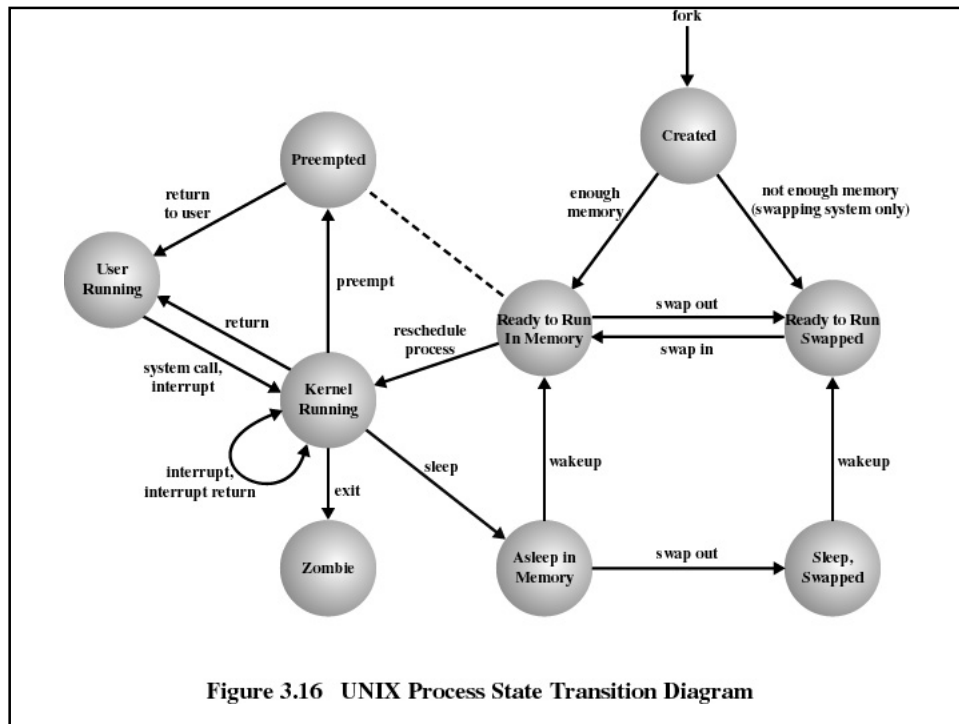 fork
Created
Preempted
enough
memory
not enough memory
(swapping system only)
return
to user
User
Running
preempt
return
Ready to Run
In Memory
swap out
swap in
Ready to Run
Swapped
reschedule
process
system call,
interrupt
Kernel
Running
interrupt,
interrupt return
sleep
wakeup
wakeup
exit
Zombie
Asleep in
Memory
swap out
Sleep,
Swapped
Figure 3.16 UNIX Process State Transition Diagram